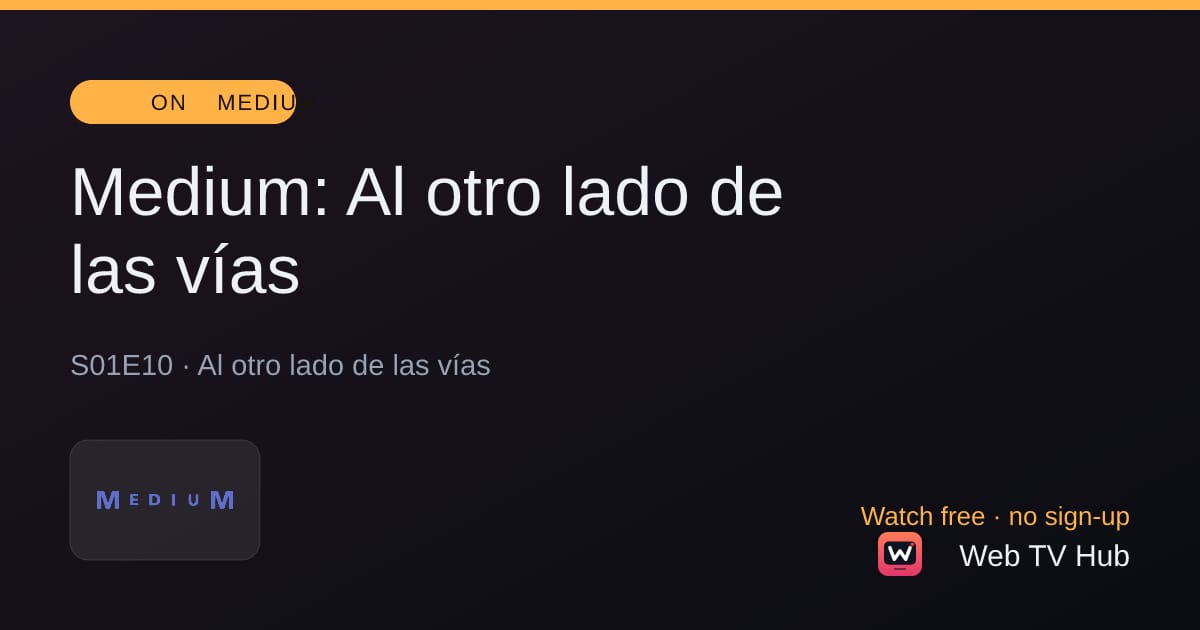 ON MEDIUM
Medium: Al otro lado de
las vías
S01E10 · Al otro lado de las vías
MEDIUM
Watch free · no sign-up
W
Web TV Hub